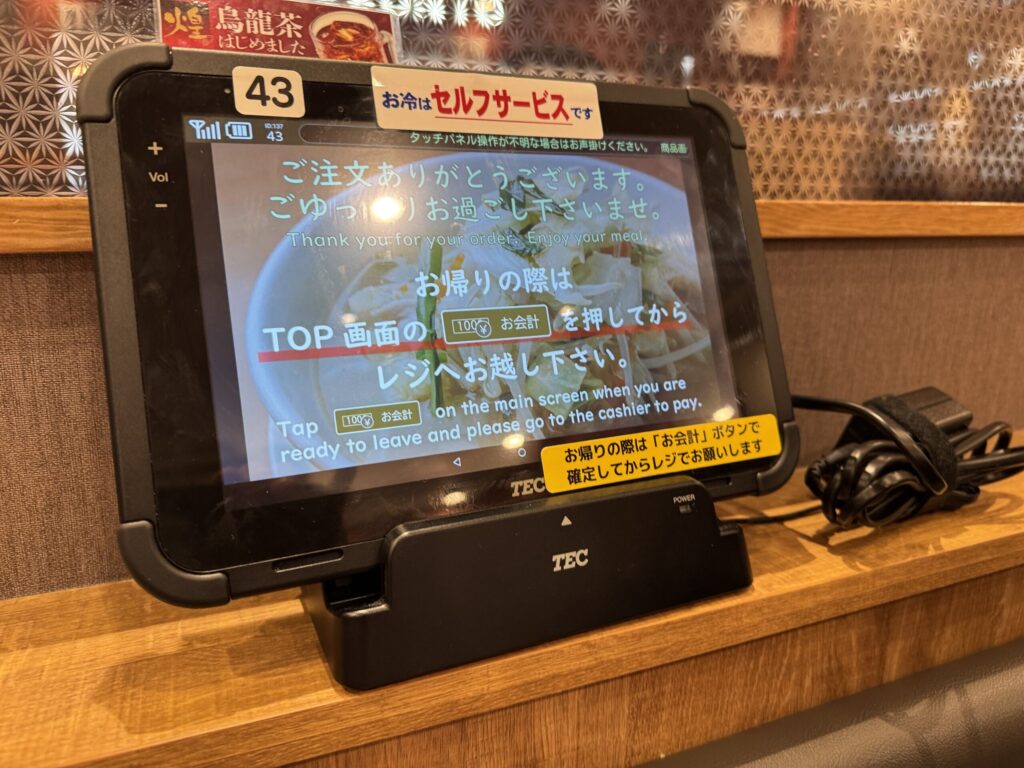 煌 烏龍茶
はじめました
43
お冷はセルフサービスです
ID:137
43
タッチパネル操作が不明な場合はお声掛けください。 商品画
+
Vol
−
ご注文ありがとうございます。
ごゆっくりお過ごし下さいませ。
Thank you for your order. Enjoy your meal.
お帰りの際は
TOP 画面の 100 ¥ お会計 を押してから
レジへお越し下さい。
Tap 100 ¥ お会計 on the main screen when you are
ready to leave and please go to the cashier to pay.
お帰りの際は「お会計」ボタンで
確定してからレジでお願いします
TEC
POWER
TEC